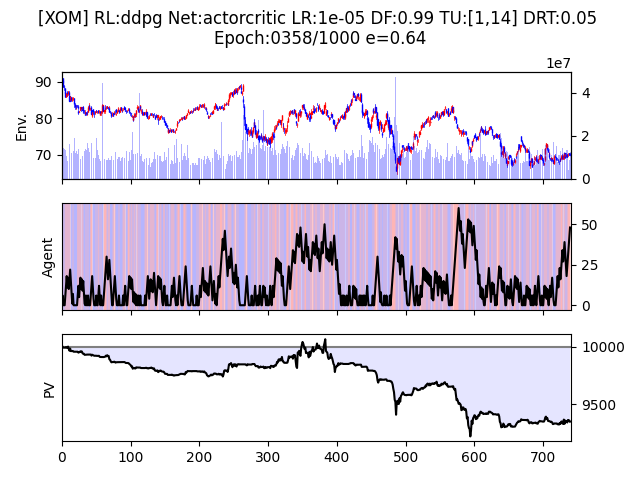 [XOM] RL:ddpg Net:actorcritic LR:1e-05 DF:0.99 TU:[1,14] DRT:0.05
Epoch:0358/1000 e=0.64
1e7
90
80
70
Env.
4
2
0
Agent
50
25
0
PV
10000
9500
0 100 200 300 400 500 600 700